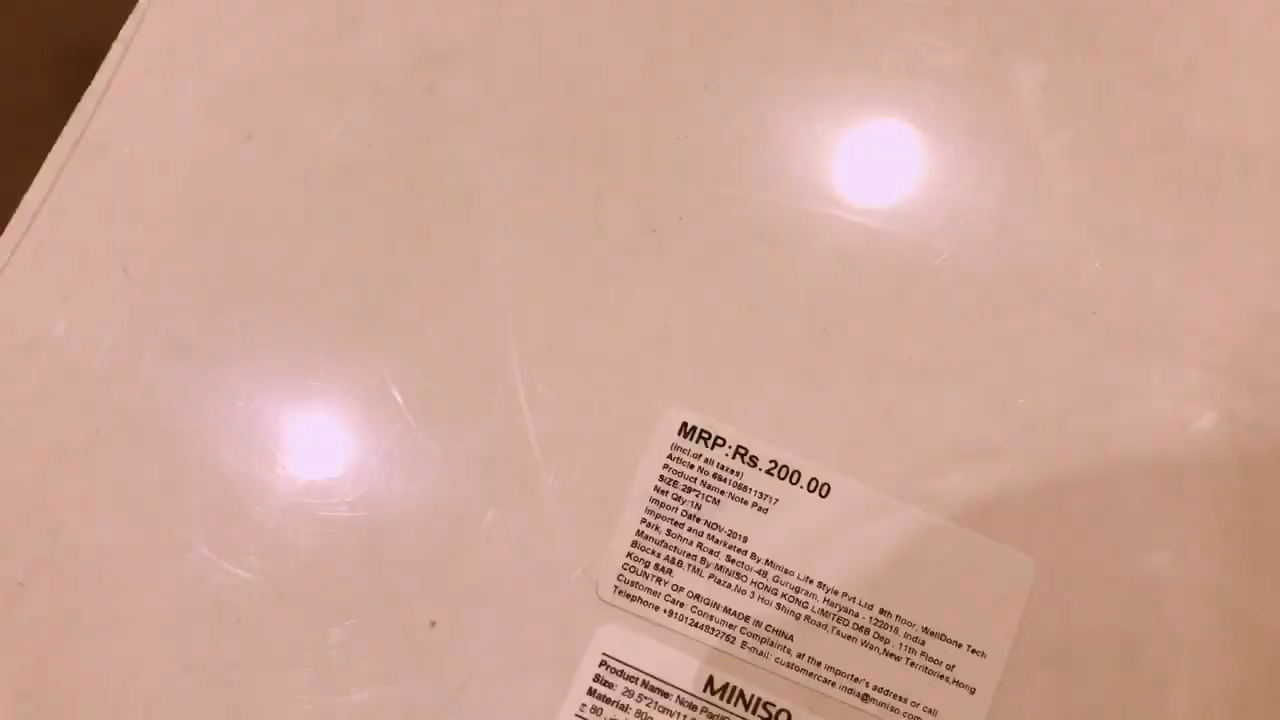 MRP:Rs.200.00
(incl.of all taxes)
Article No.6941066113717
Product Name:Note Pad
SIZE:29*21CM
Net Qty:1N
Import Date:NOV-2019
Imported and Marketed By:Miniso Life Style Pvt Ltd 9th floor, WellDone Tech
Park, Sohna Road, Sector-48, Gurugram, Haryana - 122018, India
Manufactured By:MINISO HONG KONG LIMITED.D&B Dep., 11th Floor of
Blocks A&B,TML Plaza,No 3 Hoi Shing Road,Tsuen Wan,New Territories,Hong
Kong SAR.
COUNTRY OF ORIGIN:MADE IN CHINA
Customer Care: Consumer Complaints, at the importer's address or call
Telephone +9101244932762 E-mail: customercare.india@miniso.com
MINISO
Product Name: Note Pad
Size: 29.5*21cm
Material: 80g
80